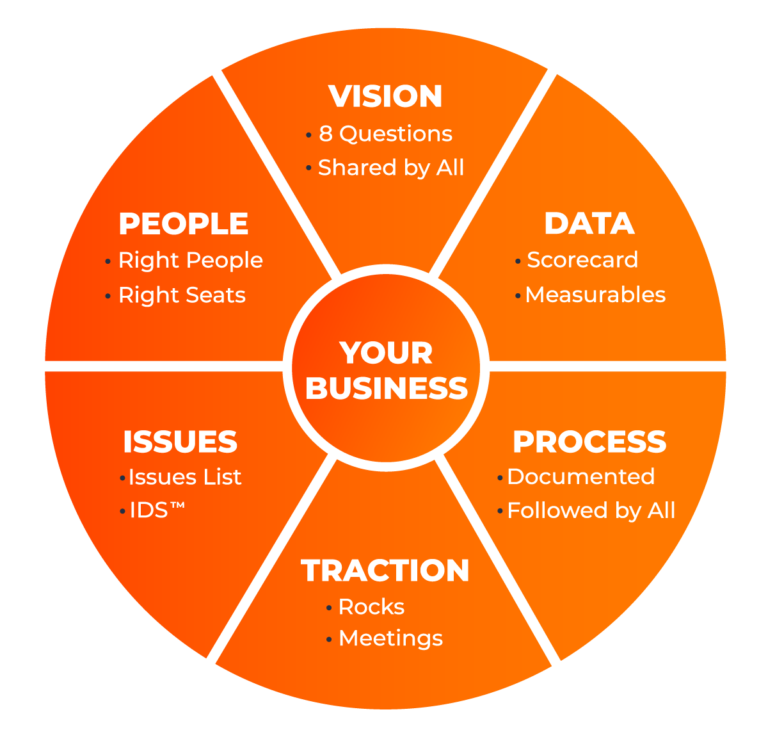 VISION
• 8 Questions
• Shared by All
DATA
• Scorecard
• Measurables
PROCESS
• Documented
• Followed by All
TRACTION
• Rocks
• Meetings
ISSUES
• Issues List
• IDS™
PEOPLE
• Right People
• Right Seats
YOUR
BUSINESS